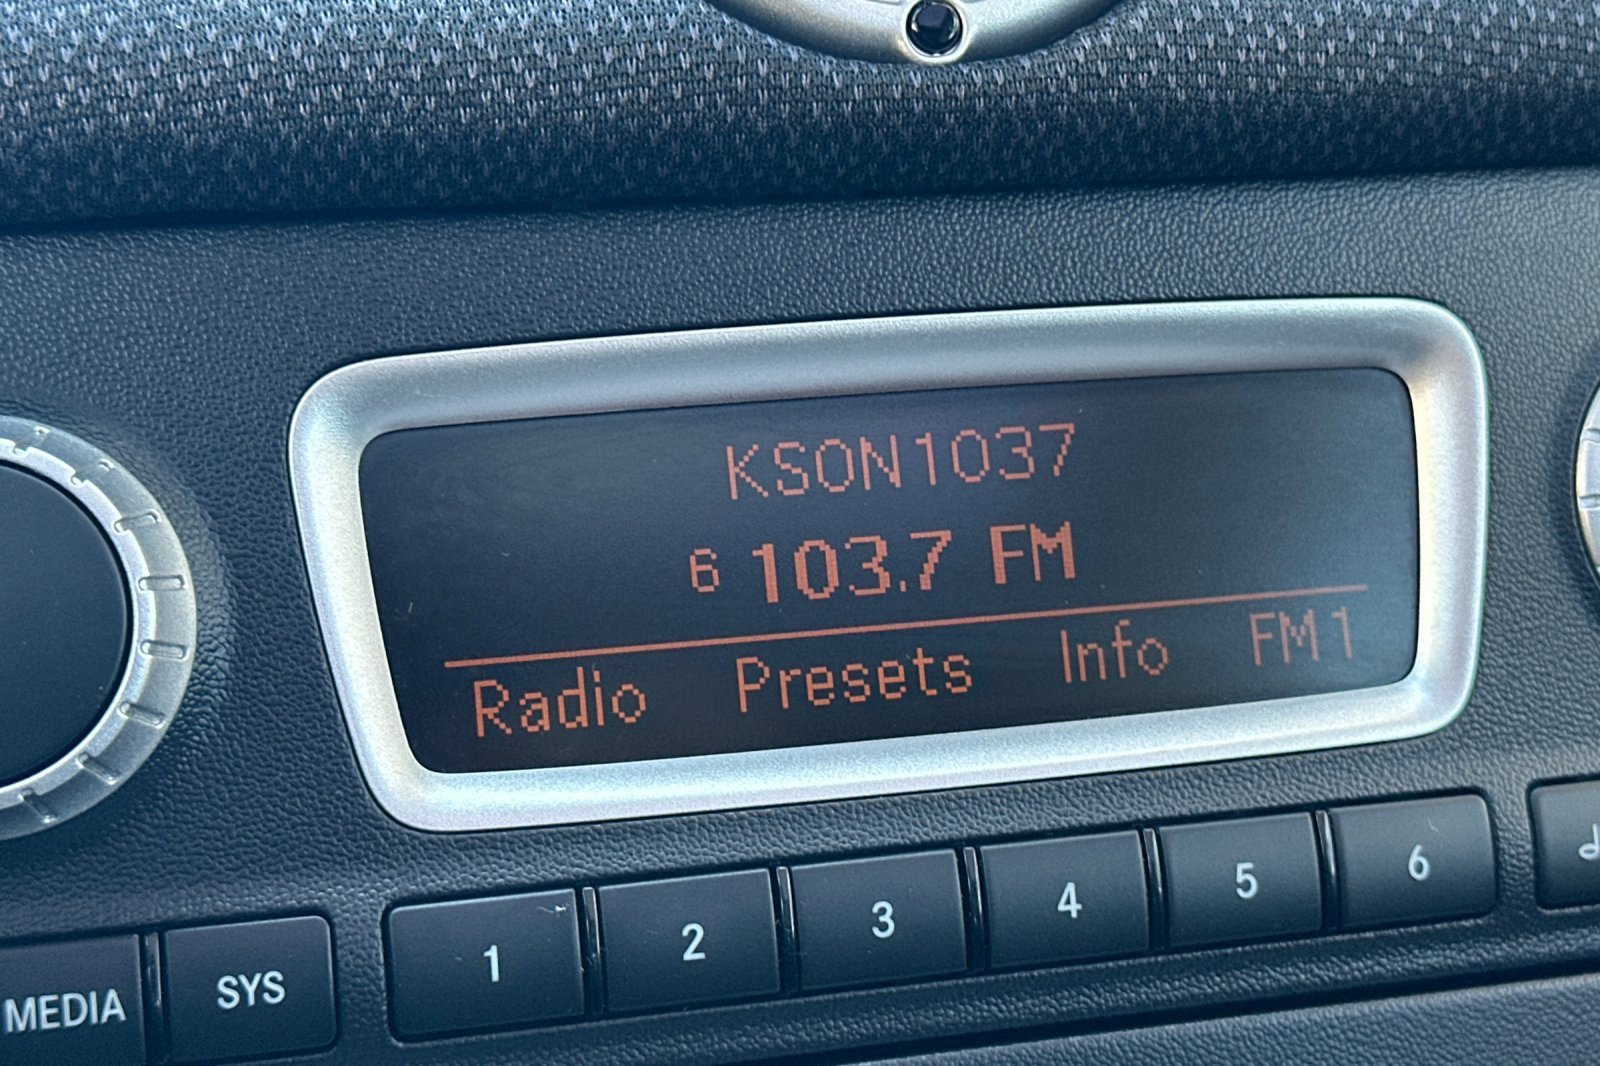 KSON1037
6 103.7 FM
Radio Presets Info FM1
MEDIA SYS 1 2 3 4 5 6